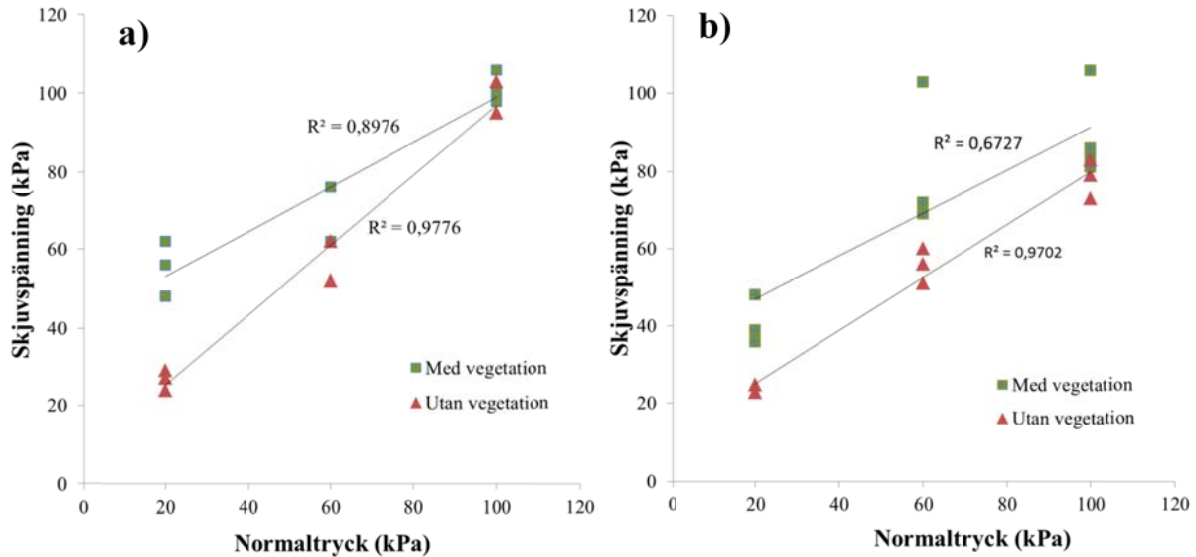 a)
120
100
80
60
40
20
0
Skjuvspänning (kPa)
R² = 0,8976
R² = 0,9776
Med vegetation
Utan vegetation
0 20 40 60 80 100 120
Normaltryck (kPa)
b)
120
100
80
60
40
20
0
Skjuvspänning (kPa)
R² = 0,6727
R² = 0,9702
Med vegetation
Utan vegetation
0 20 40 60 80 100 120
Normaltryck (kPa)